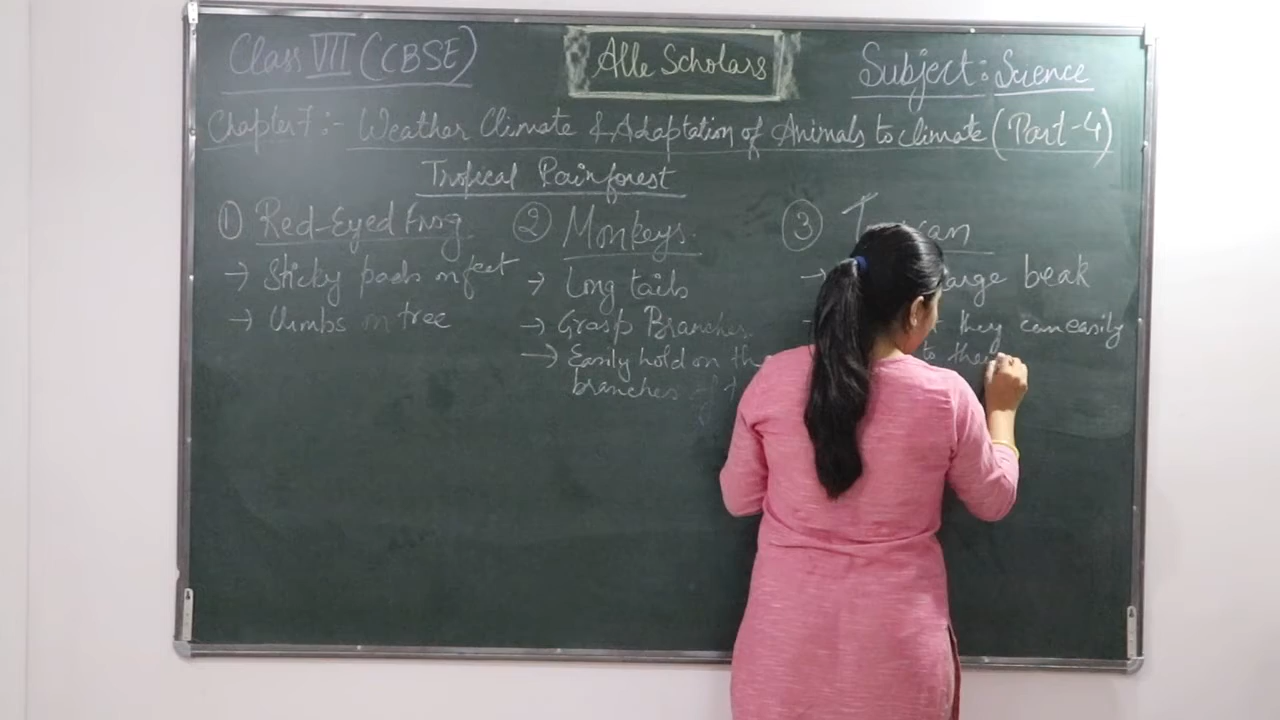 Class VII (CBSE)
Alle Scholars
Subject: Science
Chapter 7 :- Weather Climate & Adaptation of Animals to climate (Part-4)
Tropical Rainforest
① Red-Eyed Frog
→ Sticky pads on feet
→ Climbs on tree
② Monkeys
→ Long tails
→ Grasp Branches
→ Easily hold on th
branches of t
③
→ arge beak
they can easily
to the